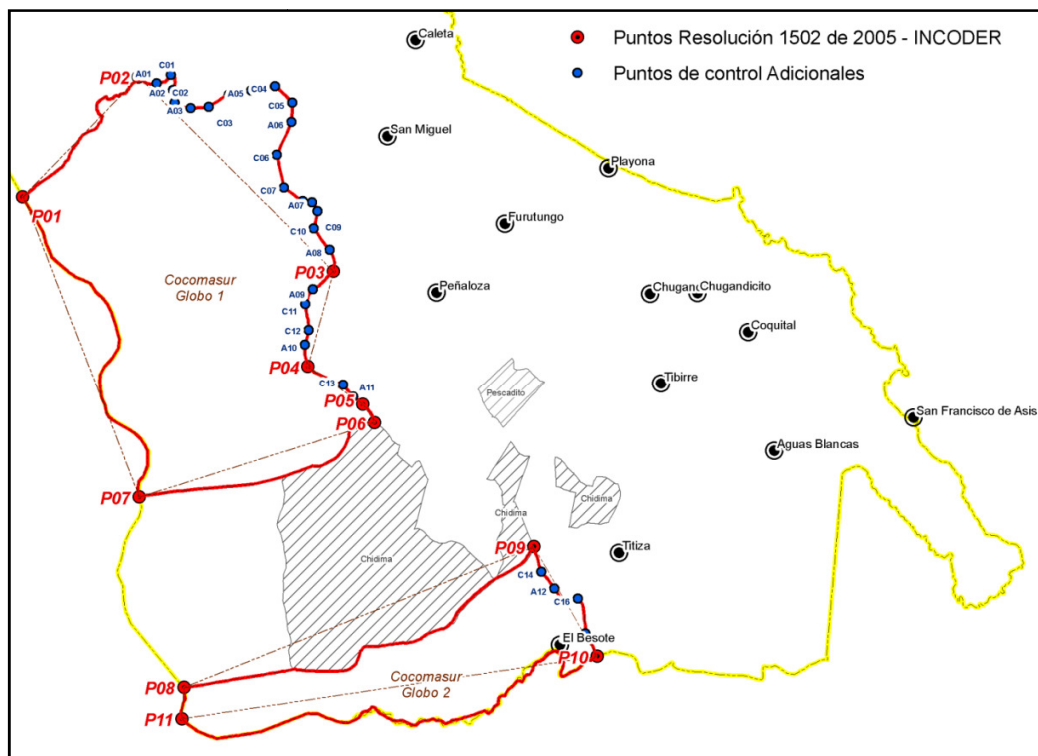 Puntos Resolución 1502 de 2005 - INCODER
Puntos de control Adicionales
Caleta
C01
P02
A01
A02
C02
A03
C03
A05
C04
C05
A06
San Miguel
C06
Playona
C07
P01
A07
C09
C10
Furutungo
A08
P03
Cocomasur
Globo 1
A09
C11
Peñaloza
Chugandicito
C12
A10
Coquital
P04
C13
A11
Tibirre
Pescadito
P05
P06
San Francisco de Asis
Aguas Blancas
P07
Chidima
Chidima
Chidima
P09
Titiza
C14
A12
C16
El Besote
P10
Cocomasur
Globo 2
P08
P11